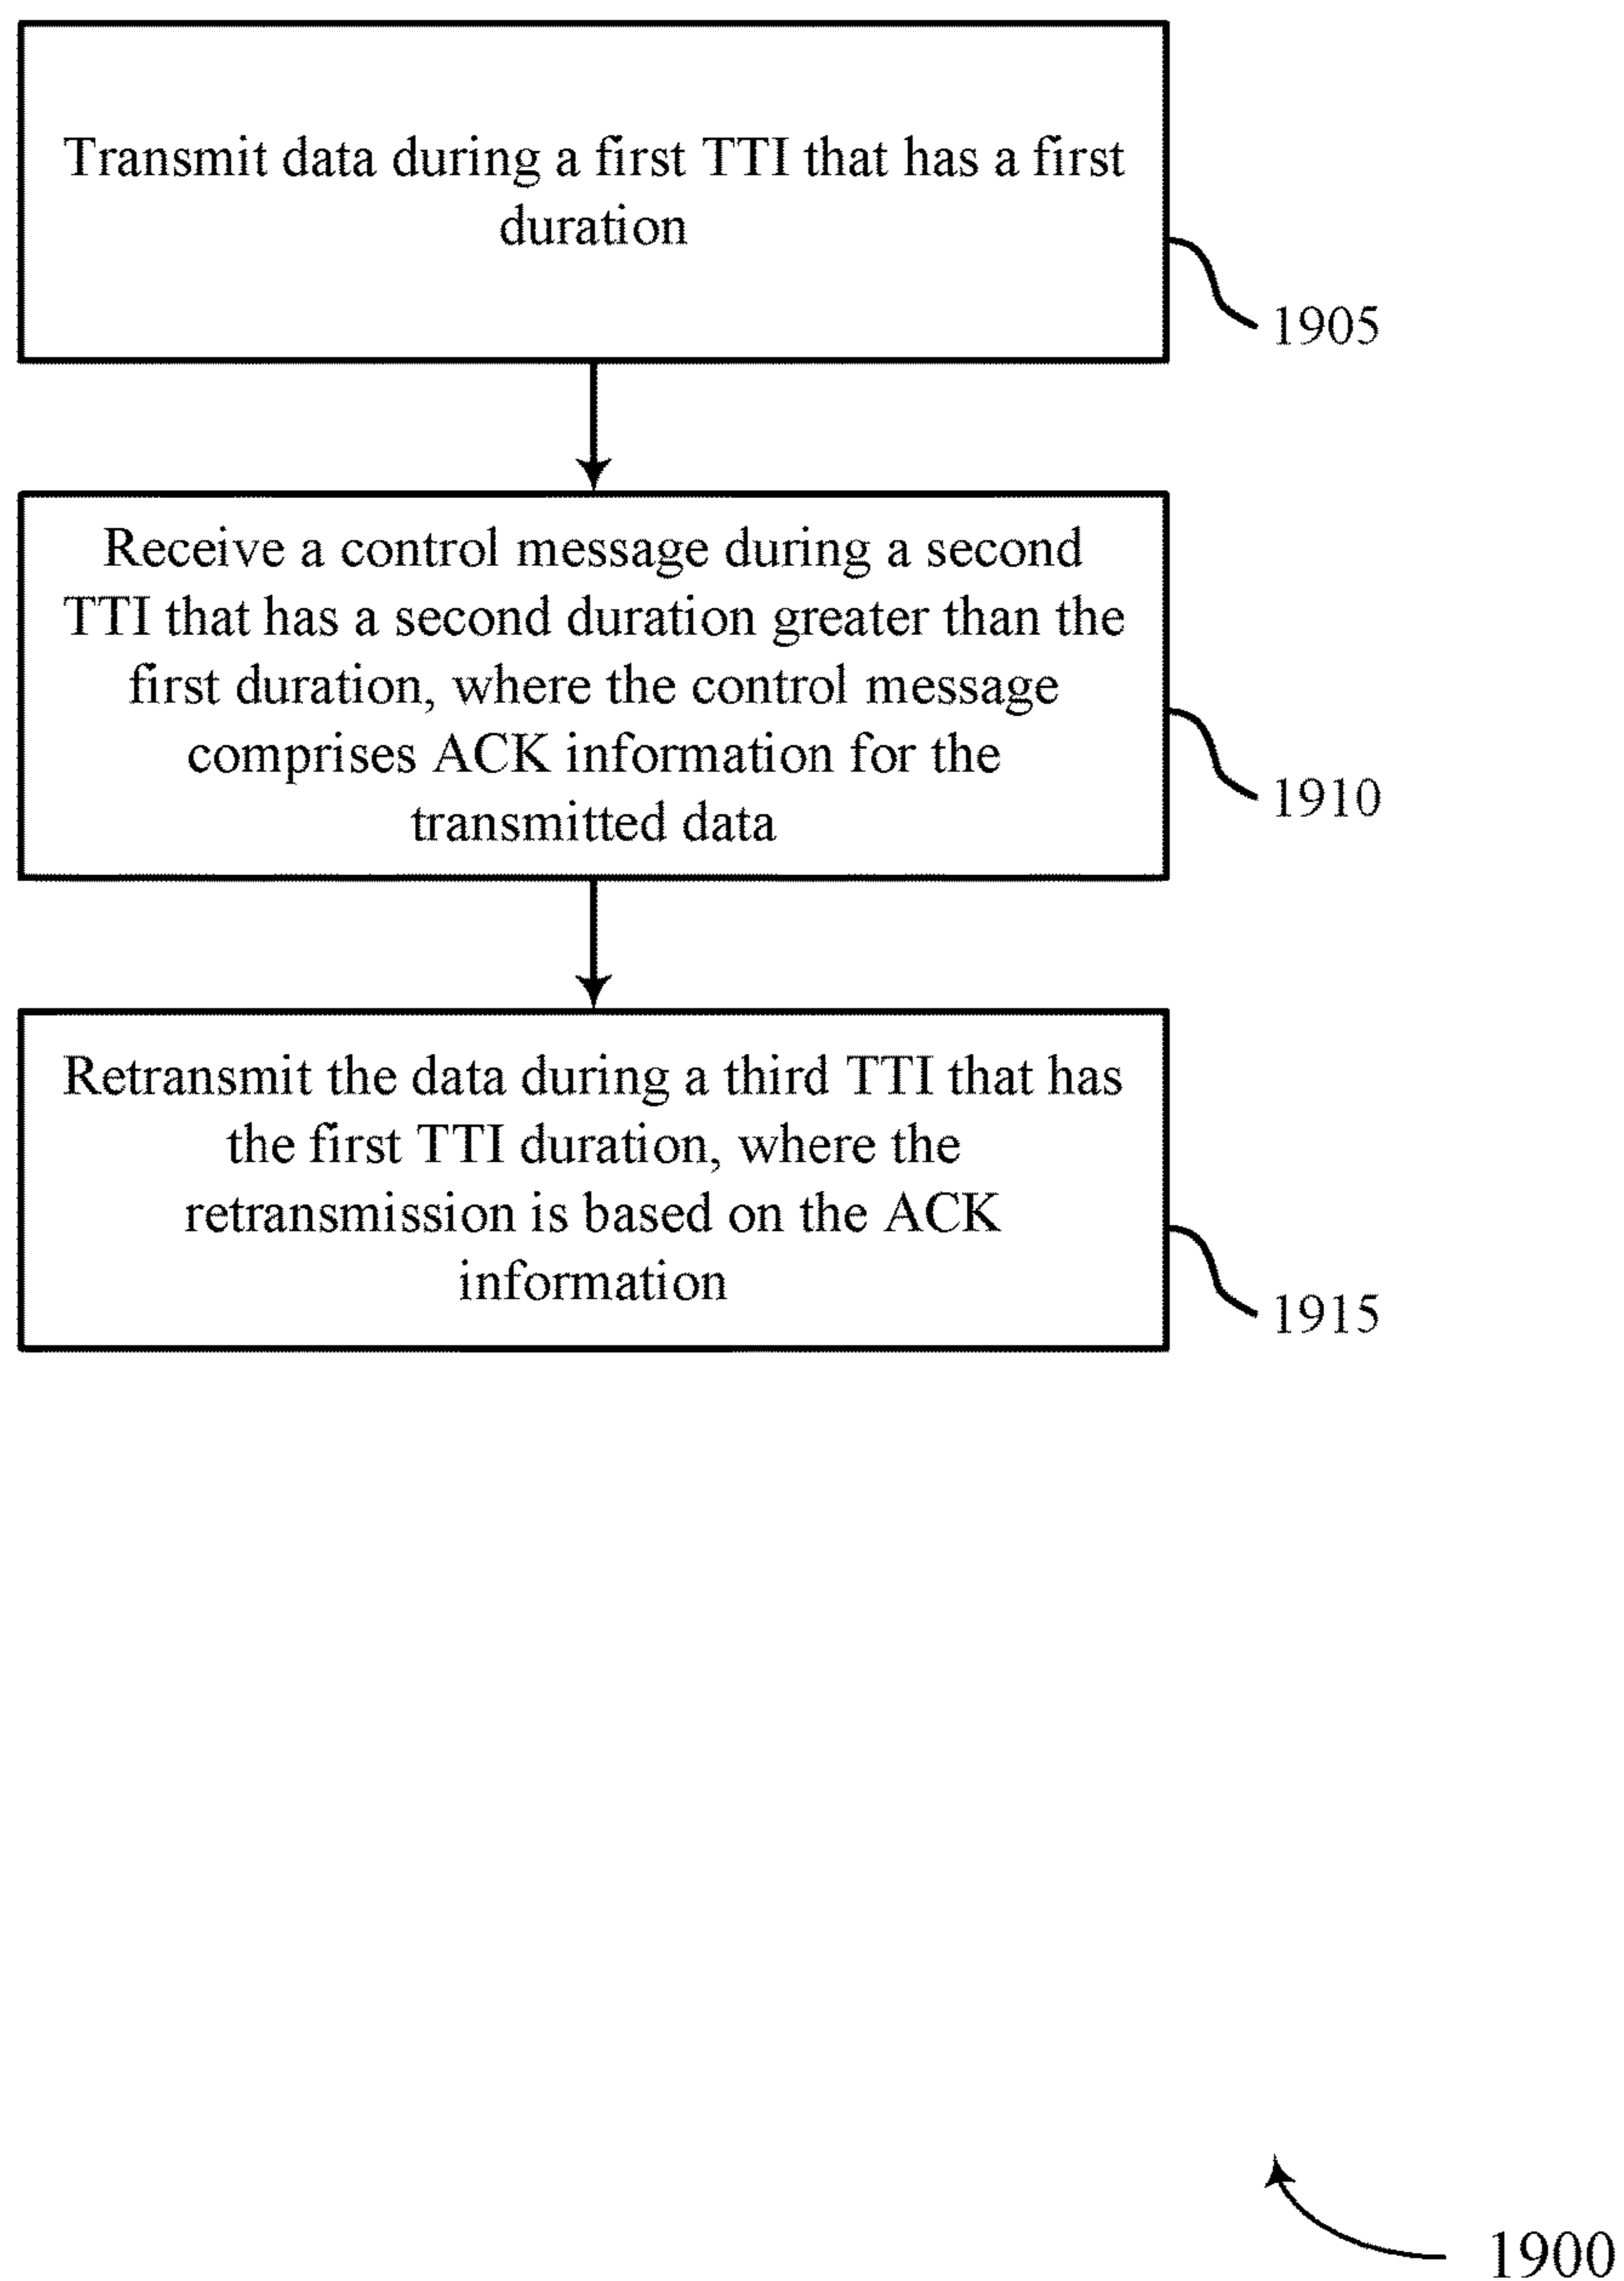 Transmit data during a first TTI that has a first
duration
1905
Receive a control message during a second
TTI that has a second duration greater than the
first duration, where the control message
comprises ACK information for the
transmitted data
1910
Retransmit the data during a third TTI that has
the first TTI duration, where the
retransmission is based on the ACK
information
1915
1900